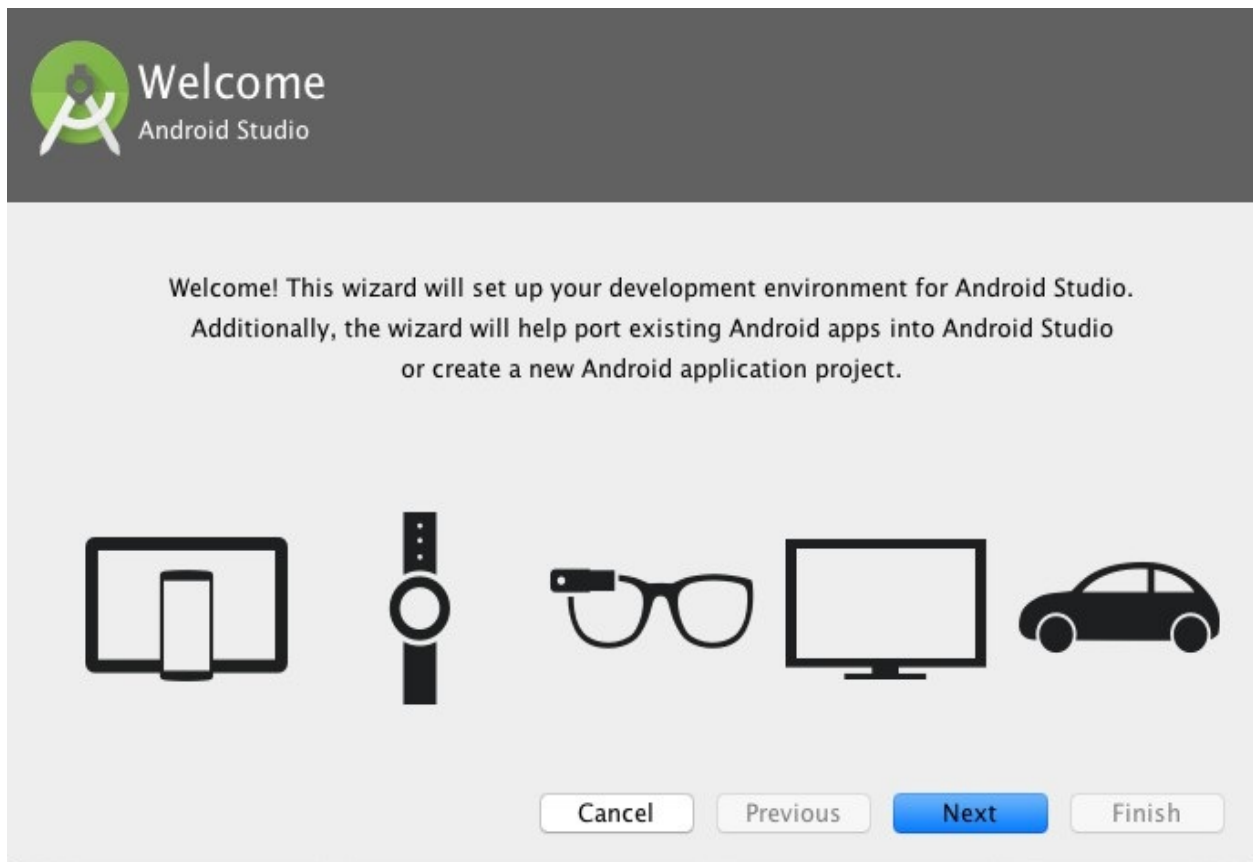 Welcome
Android Studio
Welcome! This wizard will set up your development environment for Android Studio.
Additionally, the wizard will help port existing Android apps into Android Studio
or create a new Android application project.
Cancel Previous Next Finish